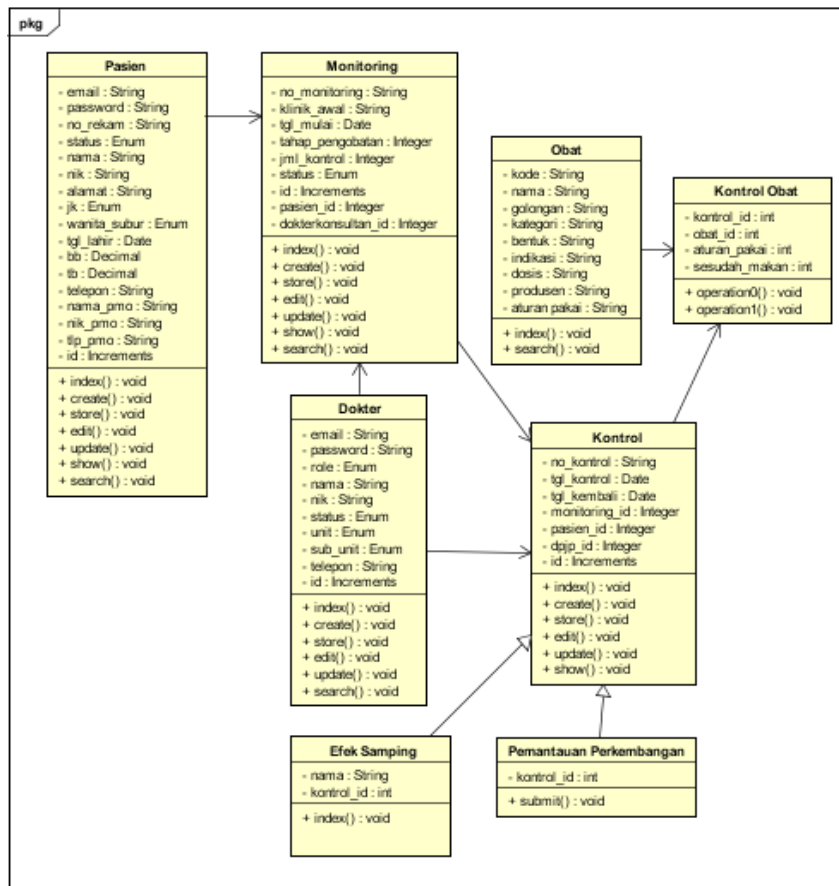 pkg
Pasien
- email : String
- password : String
- no_rekam : String
- status : Enum
- nama : String
- nik : String
- alamat : String
- jk : Enum
- wanita_subur : Enum
- tgl_lahir : Date
- bb : Decimal
- tb : Decimal
- telepon : String
- nama_pmo : String
- nik_pmo : String
- tlp_pmo : String
- id : Increments
+ index() : void
+ create() : void
+ store() : void
+ edit() : void
+ update() : void
+ show() : void
+ search() : void
Monitoring
- no_monitoring : String
- klinik_awal : String
- tgl_mulai : Date
- tahap_pengobatan : Integer
- jml_kontrol : Integer
- status : Enum
- id : Increments
- pasien_id : Integer
- dokterkonsultan_id : Integer
+ index() : void
+ create() : void
+ store() : void
+ edit() : void
+ update() : void
+ show() : void
+ search() : void
Obat
- kode : String
- nama : String
- golongan : String
- kategori : String
- bentuk : String
- indikasi : String
- dosis : String
- produsen : String
- aturan pakai : String
+ index() : void
+ search() : void
Kontrol Obat
- kontrol_id : int
- obat_id : int
- aturan_pakai : int
- sesudah_makan : int
+ operation0() : void
+ operation1() : void
Dokter
- email : String
- password : String
- role : Enum
- nama : String
- nik : String
- status : Enum
- unit : Enum
- sub_unit : Enum
- telepon : String
- id : Increments
+ index() : void
+ create() : void
+ store() : void
+ edit() : void
+ update() : void
+ search() : void
Kontrol
- no_kontrol : String
- tgl_kontrol : Date
- tgl_kembali : Date
- monitoring_id : Integer
- pasien_id : Integer
- dpjp_id : Integer
- id : Increments
+ index() : void
+ create() : void
+ store() : void
+ edit() : void
+ update() : void
+ show() : void
Efek Samping
- nama : String
- kontrol_id : int
+ index() : void
Pemantauan Perkembangan
- kontrol_id : int
+ submit() : void